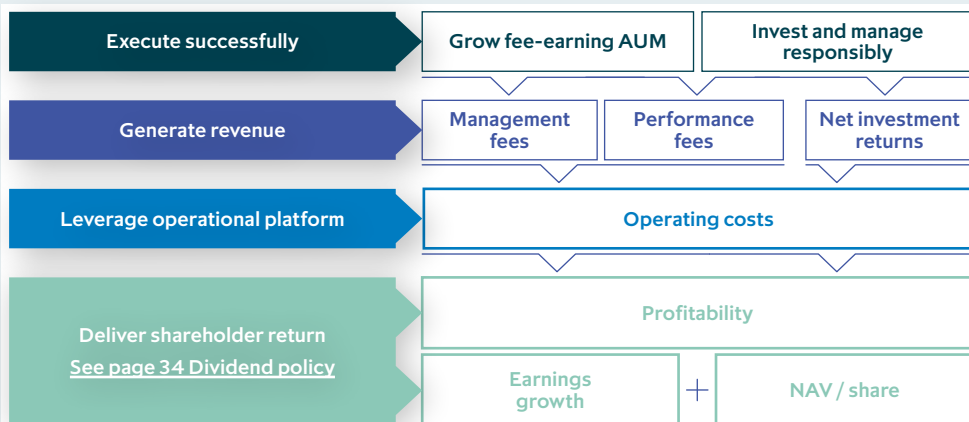 Execute successfully
Grow fee-earning AUM
Invest and manage
responsibly
Generate revenue
Management
fees
Performance
fees
Net investment
returns
Leverage operational platform
Operating costs
Deliver shareholder return
See page 34 Dividend policy
Profitability
Earnings
growth
+
NAV / share